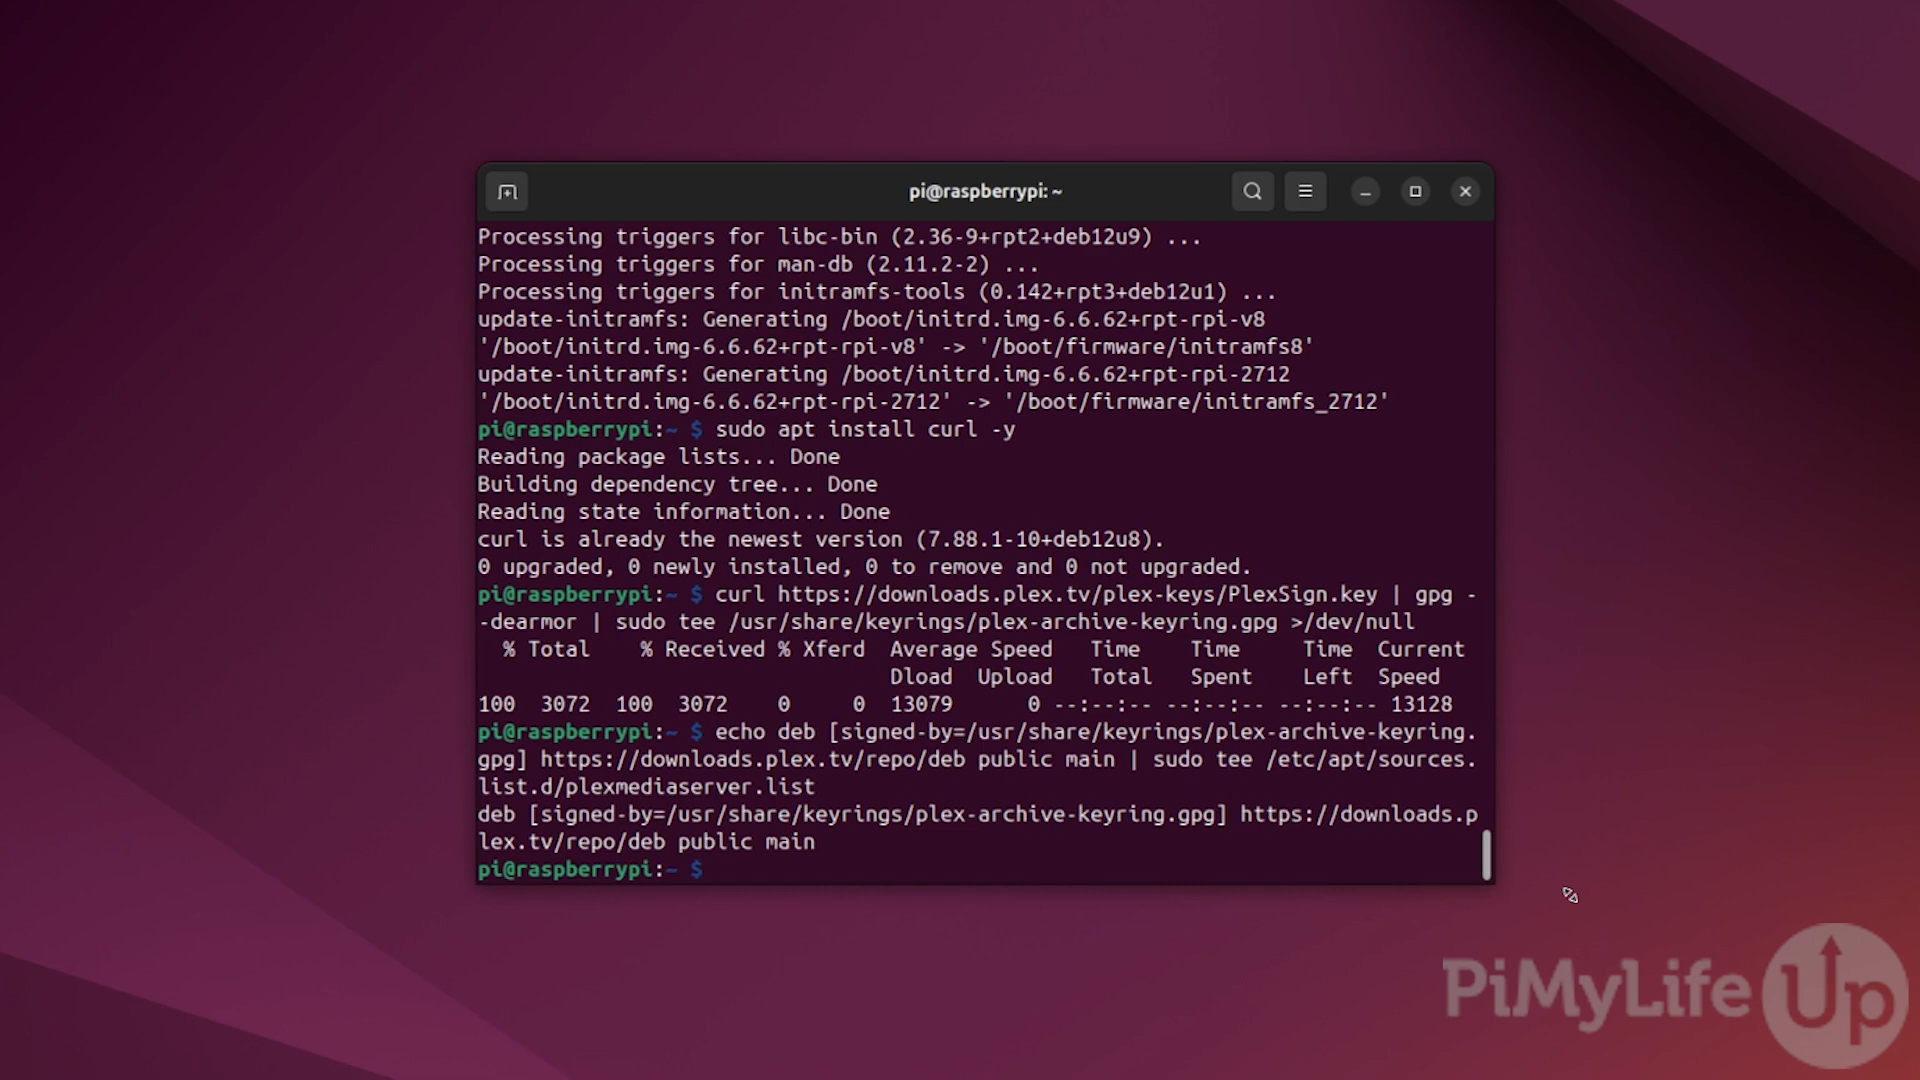 pi@raspberrypi: ~
Processing triggers for libc-bin (2.36-9+rpt2+deb12u9) ...
Processing triggers for man-db (2.11.2-2) ...
Processing triggers for initramfs-tools (0.142+rpt3+deb12u1) ...
update-initramfs: Generating /boot/initrd.img-6.6.62+rpt-rpi-v8
'/boot/initrd.img-6.6.62+rpt-rpi-v8' -> '/boot/firmware/initramfs8'
update-initramfs: Generating /boot/initrd.img-6.6.62+rpt-rpi-2712
'/boot/initrd.img-6.6.62+rpt-rpi-2712' -> '/boot/firmware/initramfs_2712'
pi@raspberrypi:~ $ sudo apt install curl -y
Reading package lists... Done
Building dependency tree... Done
Reading state information... Done
curl is already the newest version (7.88.1-10+deb12u8).
0 upgraded, 0 newly installed, 0 to remove and 0 not upgraded.
pi@raspberrypi:~ $ curl https://downloads.plex.tv/plex-keys/PlexSign.key | gpg -
-dearmor | sudo tee /usr/share/keyrings/plex-archive-keyring.gpg >/dev/null
  % Total    % Received % Xferd  Average Speed   Time    Time     Time  Current
                                 Dload  Upload   Total   Spent    Left  Speed
100  3072  100  3072    0     0  13079      0 --:--:-- --:--:-- --:--:-- 13128
pi@raspberrypi:~ $ echo deb [signed-by=/usr/share/keyrings/plex-archive-keyring.
gpg] https://downloads.plex.tv/repo/deb public main | sudo tee /etc/apt/sources.
list.d/plexmediaserver.list
deb [signed-by=/usr/share/keyrings/plex-archive-keyring.gpg] https://downloads.p
lex.tv/repo/deb public main
pi@raspberrypi:~ $
PiMyLifeUp